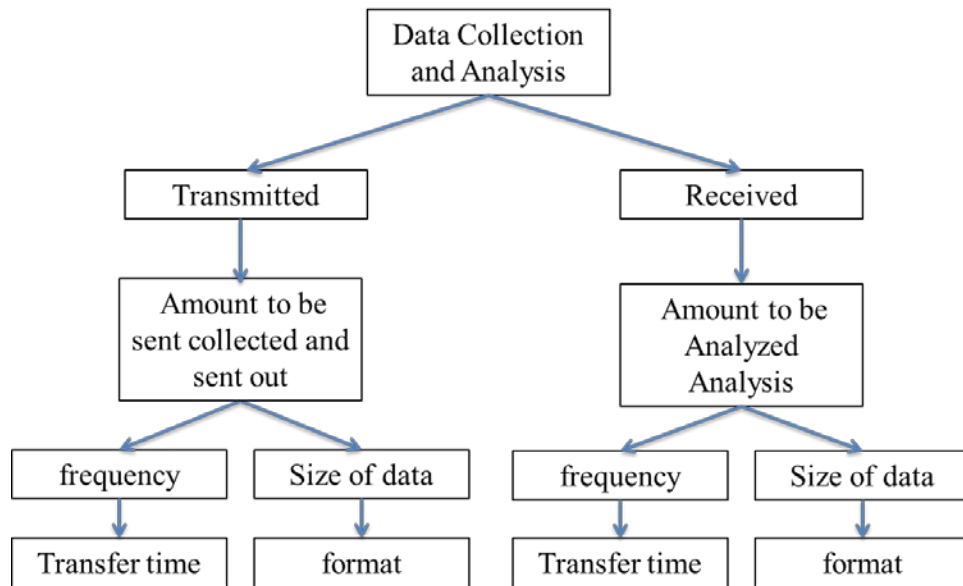 Data Collection
and Analysis
Transmitted
Received
Amount to be
sent collected and
sent out
Amount to be
Analyzed
Analysis
frequency
Size of data
frequency
Size of data
Transfer time
format
Transfer time
format